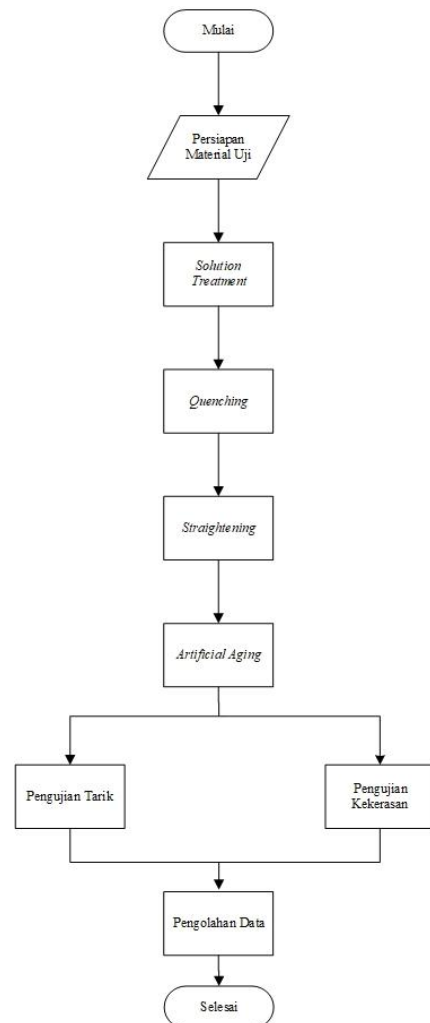 Mulai
Persiapan
Material Uji
Solution
Treatment
Quenching
Straightening
Artificial Aging
Pengujian Tarik
Pengujian
Kekerasan
Pengolahan Data
Selesai